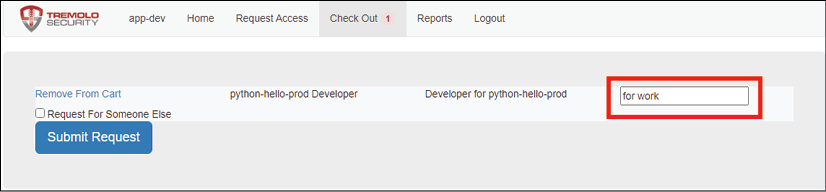 TREMOLO SECURITY app-dev Home Request Access Check Out 1 Reports Logout
Remove From Cart python-hello-prod Developer Developer for python-hello-prod for work
Request For Someone Else
Submit Request